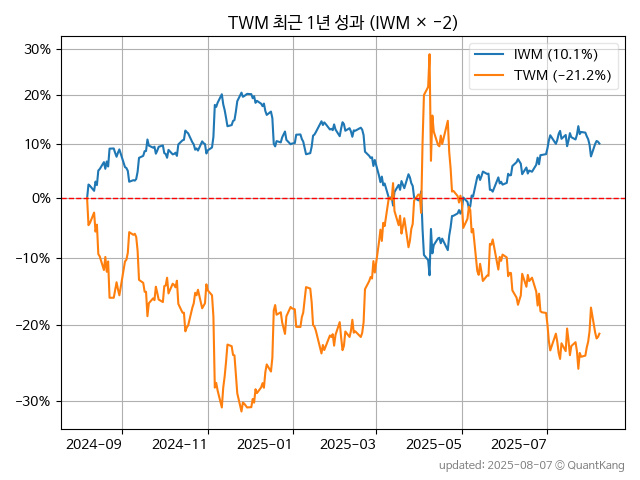 TWM 최근 1년 성과 (IWM × -2)
IWM (10.1%)
TWM (-21.2%)
30%
20%
10%
0%
-10%
-20%
-30%
2024-09 2024-11 2025-01 2025-03 2025-05 2025-07
updated: 2025-08-07 © QuantKang